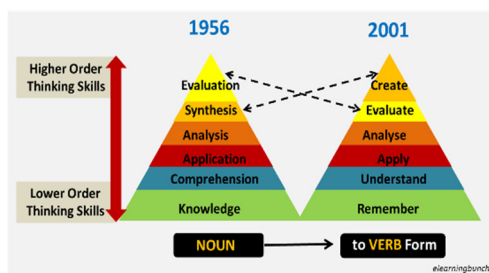 1956
2001
Higher Order
Thinking Skills
Evaluation
Synthesis
Analysis
Application
Comprehension
Knowledge
Create
Evaluate
Analyse
Apply
Understand
Remember
Lower Order
Thinking Skills
NOUN
to VERB Form
elearningbunch